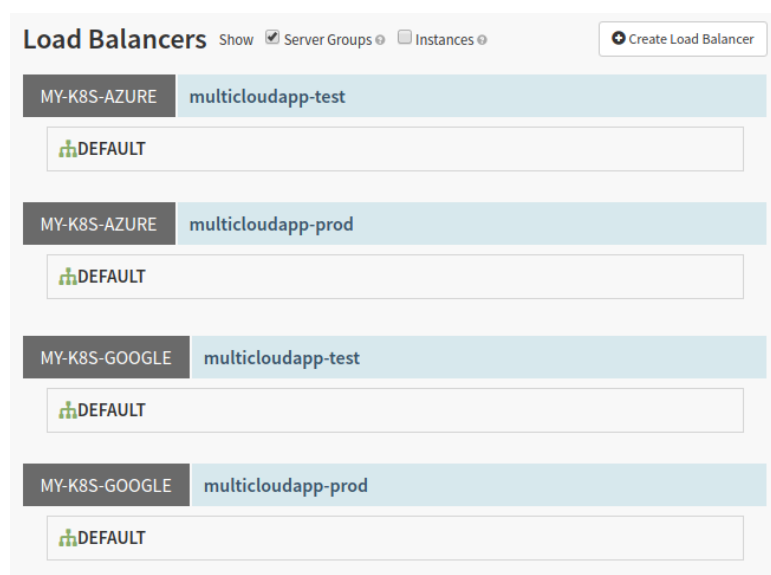 Load Balancers Show Server Groups Instances Create Load Balancer
MY-K8S-AZURE multicloudapp-test
DEFAULT
MY-K8S-AZURE multicloudapp-prod
DEFAULT
MY-K8S-GOOGLE multicloudapp-test
DEFAULT
MY-K8S-GOOGLE multicloudapp-prod
DEFAULT